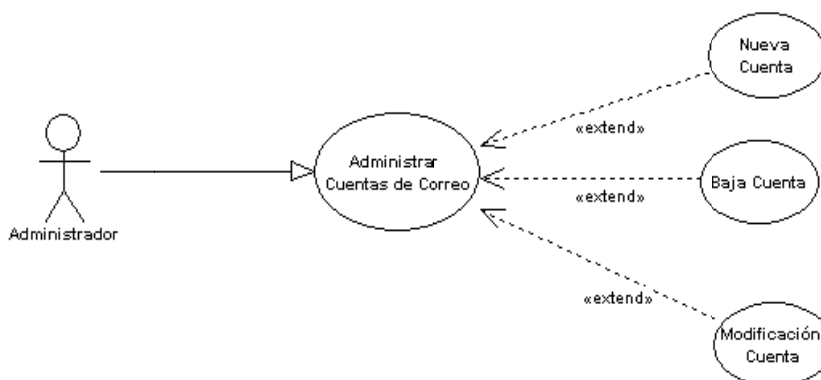 Nueva
Cuenta
«extend»
Administrar
Cuentas de Correo
Baja Cuenta
«extend»
Administrador
«extend»
Modificación
Cuenta